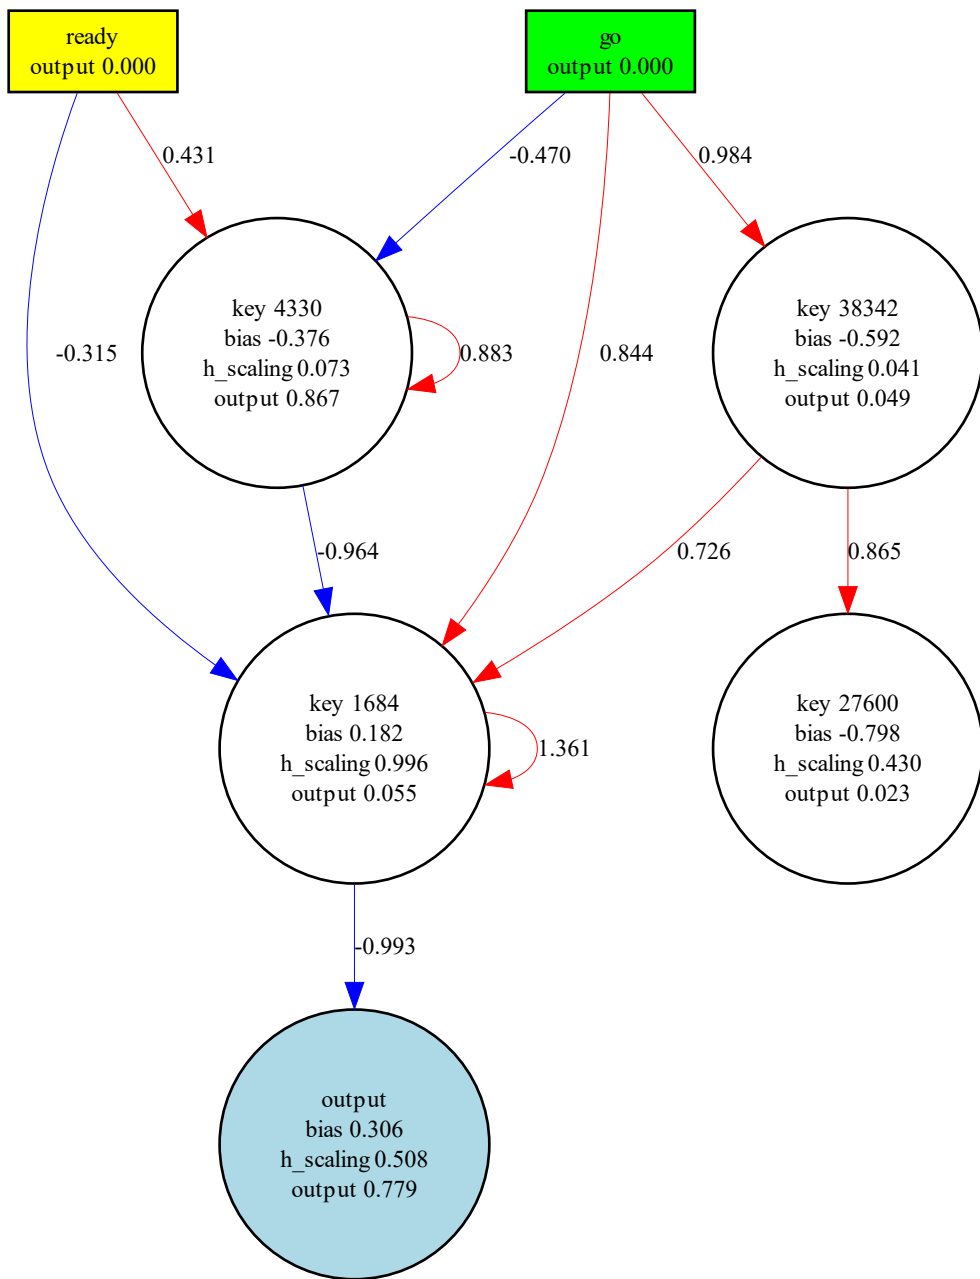 ready
output 0.000
go
output 0.000
0.431
-0.470
0.984
key 4330
bias -0.376
h_scaling 0.073
output 0.867
key 38342
bias -0.592
h_scaling 0.041
output 0.049
-0.315
0.883
0.844
-0.964
0.726
0.865
key 1684
bias 0.182
h_scaling 0.996
output 0.055
key 27600
bias -0.798
h_scaling 0.430
output 0.023
1.361
-0.993
output
bias 0.306
h_scaling 0.508
output 0.779